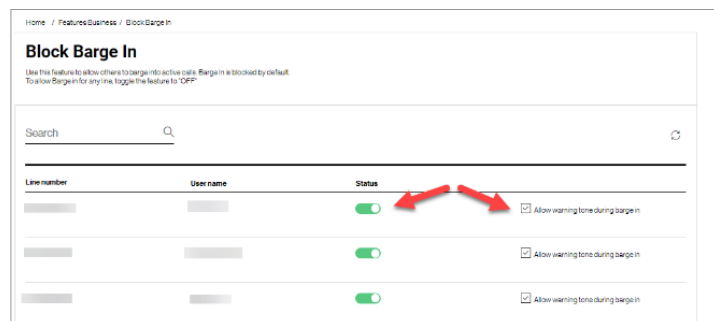 Home / Features Business / Block Barge In
Block Barge In
Use this feature to allow others to barge into active calls. Barge In is blocked by default.
To allow Barge in for any line, toggle the feature to "OFF"
Search
Line number User name Status
Allow warning tone during barge in
Allow warning tone during barge in
Allow warning tone during barge in